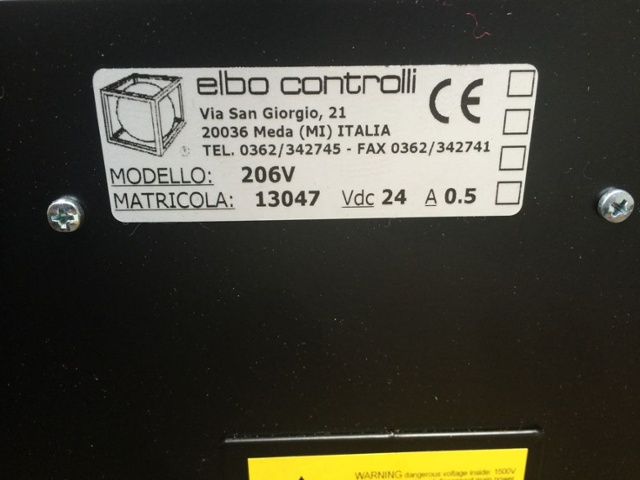 elbo controlli
CE
Via San Giorgio, 21
20036 Meda (MI) ITALIA
TEL. 0362/342745 - FAX 0362/342741
MODELLO: 206V
MATRICOLA: 13047 Vdc 24 A 0.5
WARNING dangerous voltage inside: 1500V